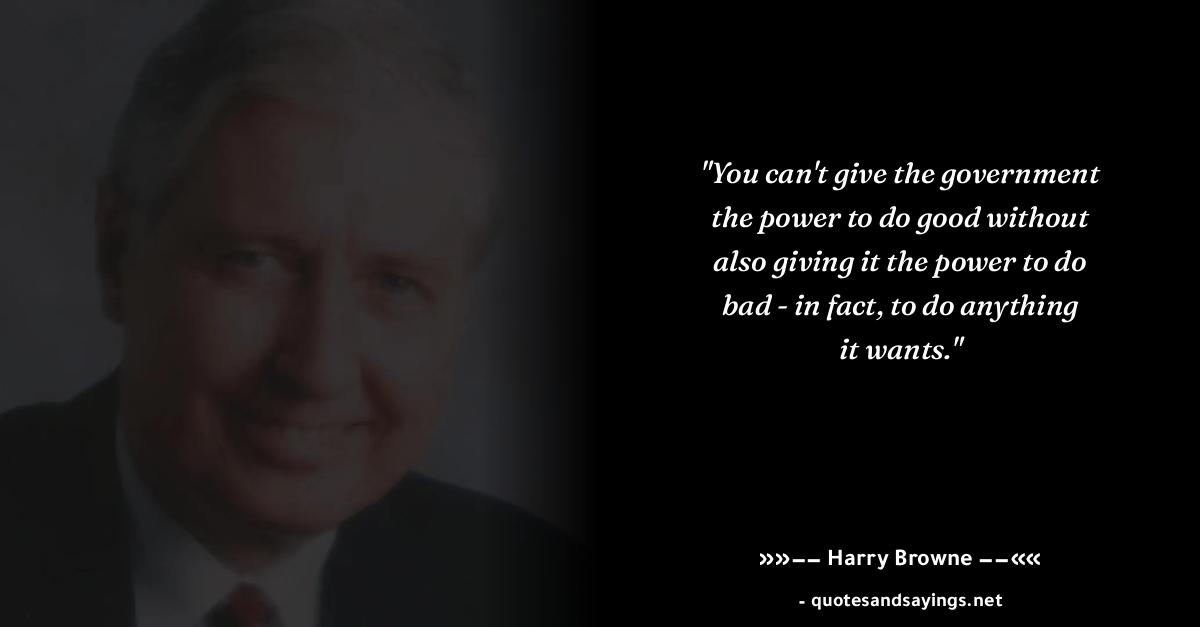 "You can't give the government
the power to do good without
also giving it the power to do
bad - in fact, to do anything
it wants."
»»−− Harry Browne −−««
- quotesandsayings.net